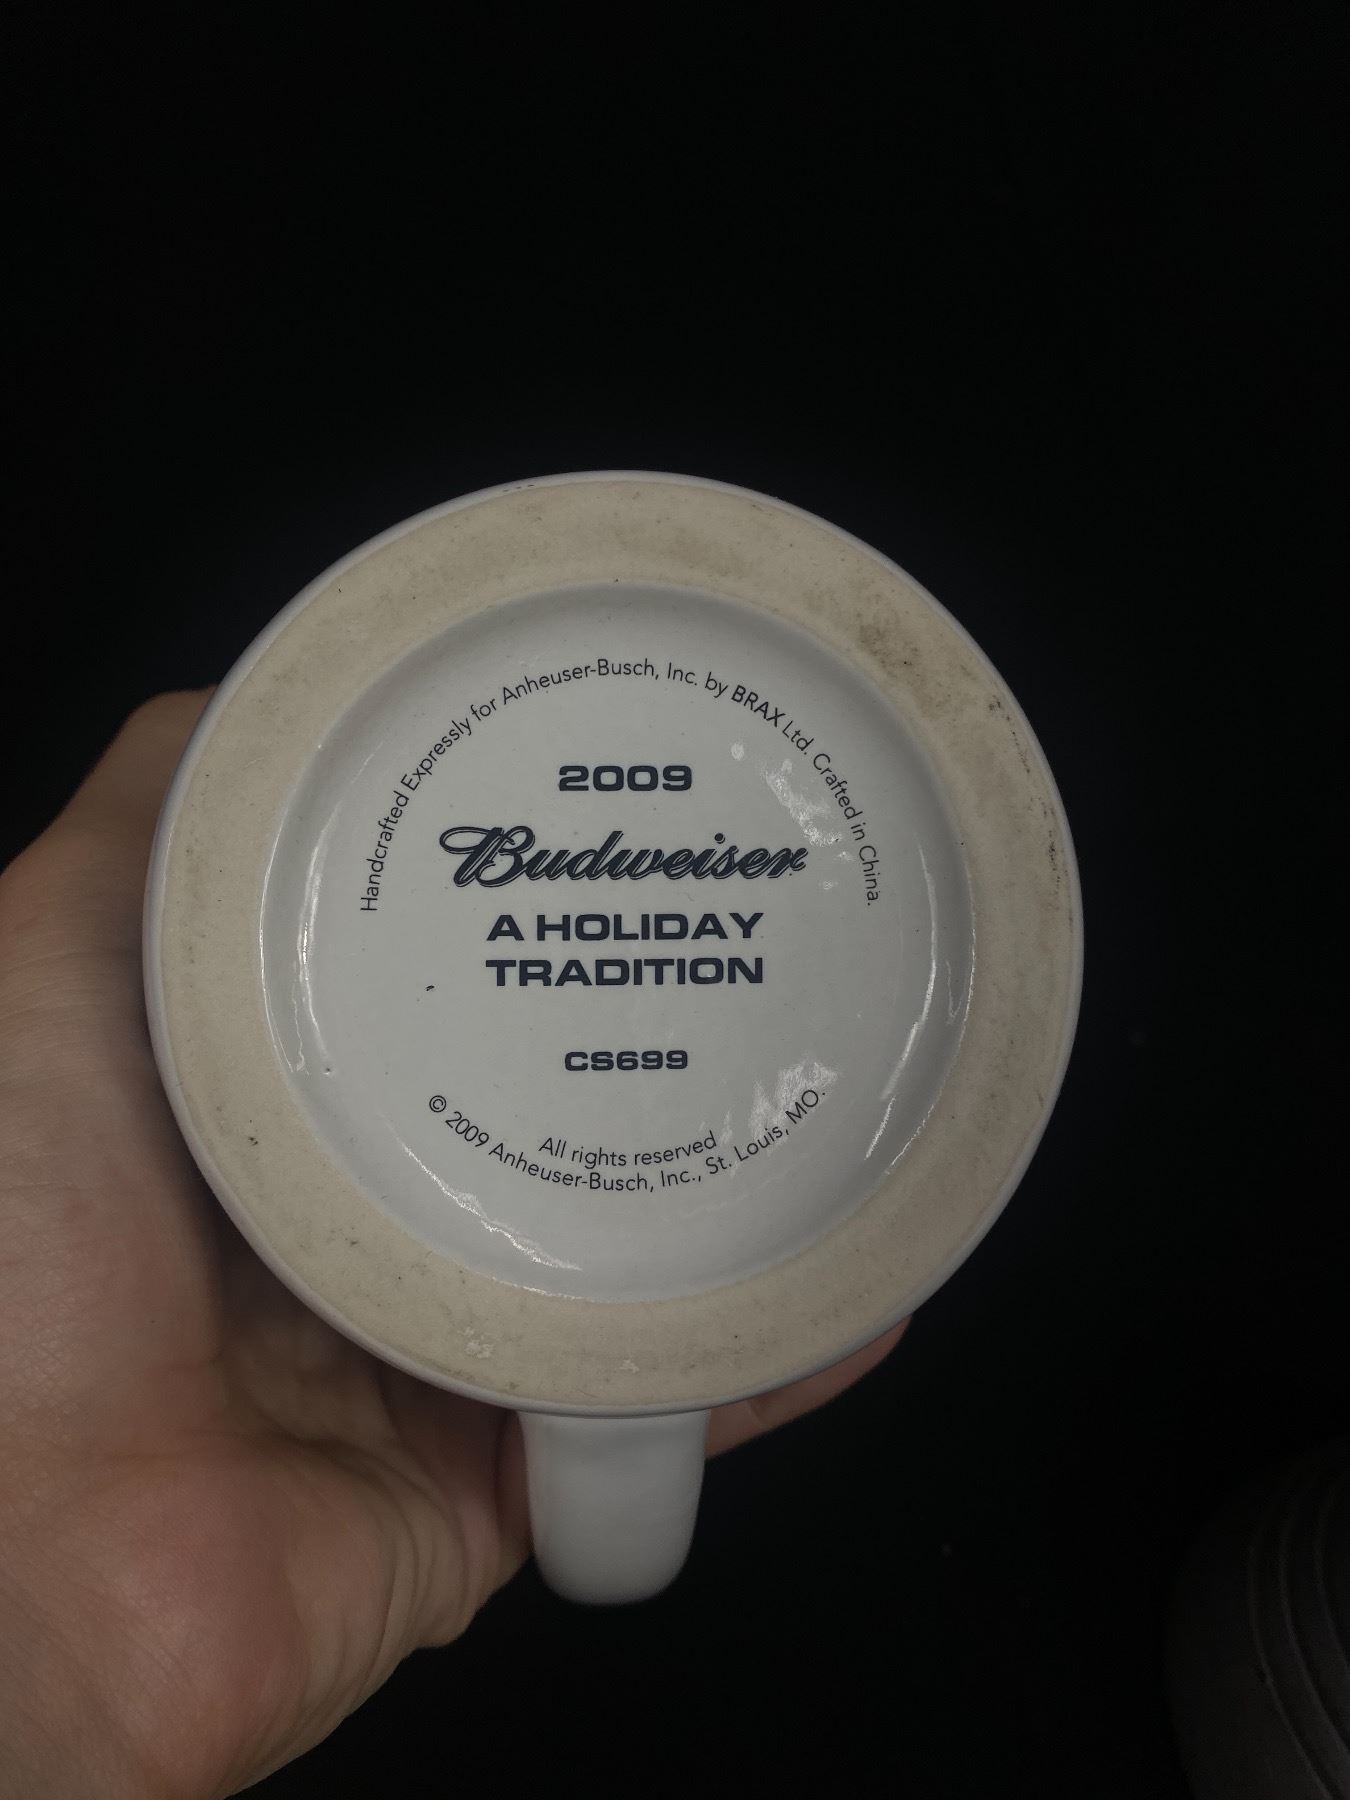 Handcrafted Expressly for Anheuser-Busch, Inc. by BRAX Ltd. Crafted in China.
2009
Budweiser
A HOLIDAY
TRADITION
CS699
All rights reserved
© 2009 Anheuser-Busch, Inc., St. Louis, MO.